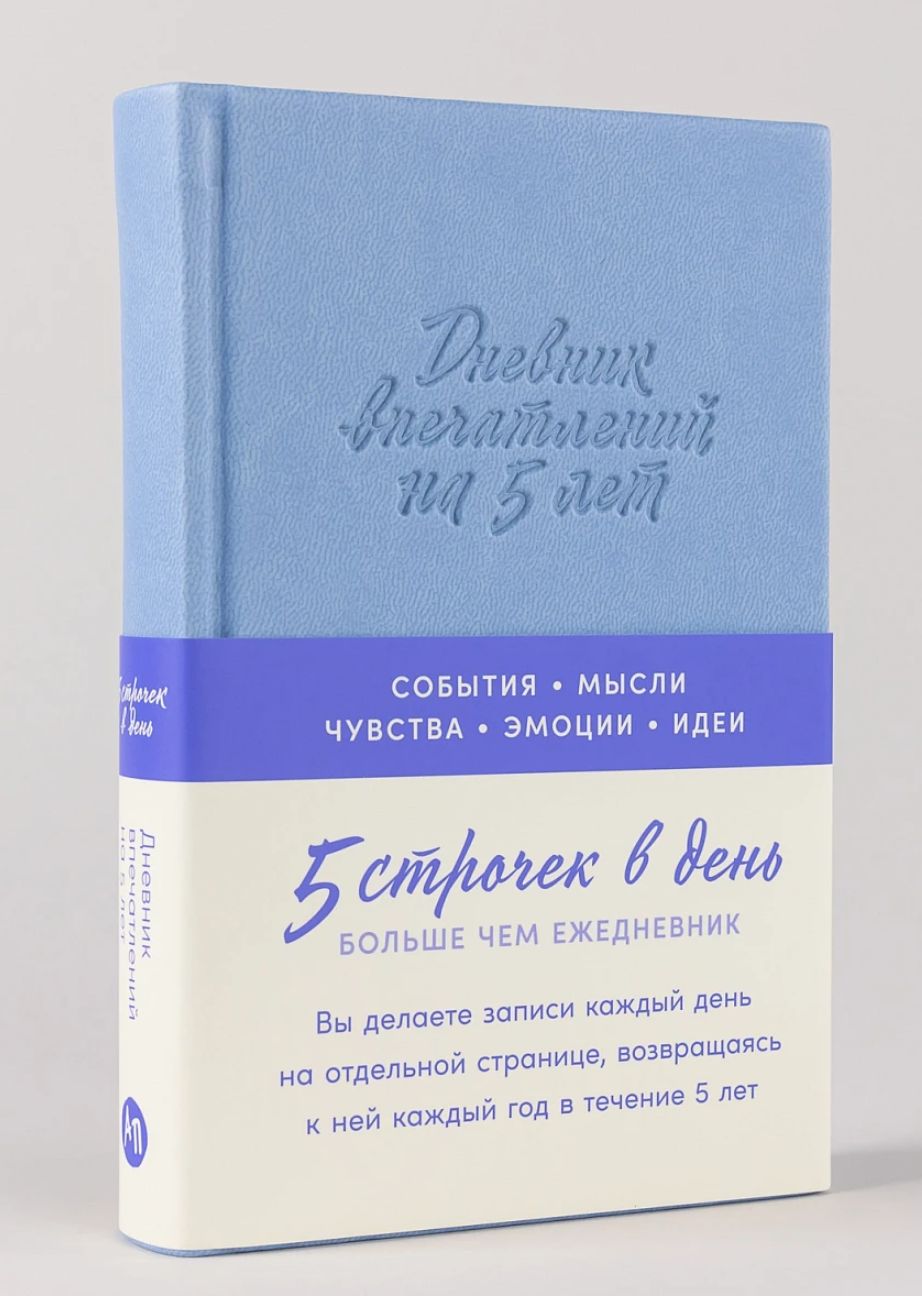 Дневник
впечатлений
на 5 лет
СОБЫТИЯ • МЫСЛИ
ЧУВСТВА • ЭМОЦИИ • ИДЕИ
5 строчек в день
БОЛЬШЕ ЧЕМ ЕЖЕДНЕВНИК
Вы делаете записи каждый день
на отдельной странице, возвращаясь
к ней каждый год в течение 5 лет
5 строчек
в день
Дневник
впечатлений
на 5 лет
АП